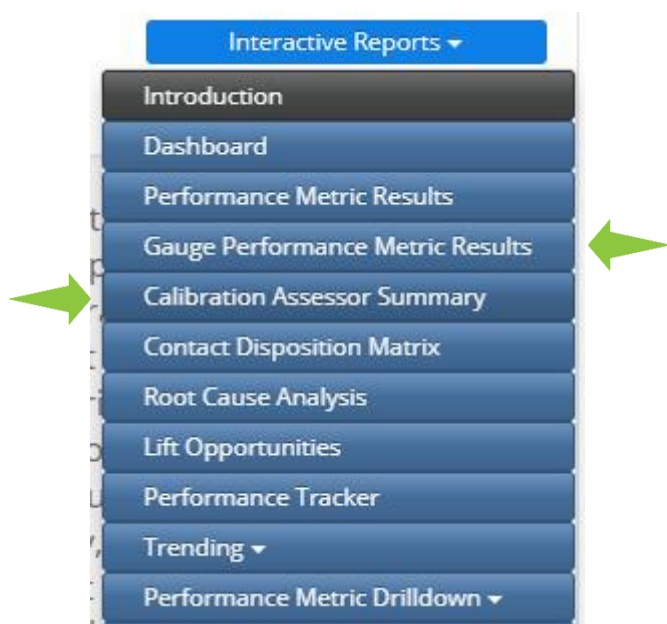 Interactive Reports
Introduction
Dashboard
Performance Metric Results
Gauge Performance Metric Results
Calibration Assessor Summary
Contact Disposition Matrix
Root Cause Analysis
Lift Opportunities
Performance Tracker
Trending
Performance Metric Drilldown